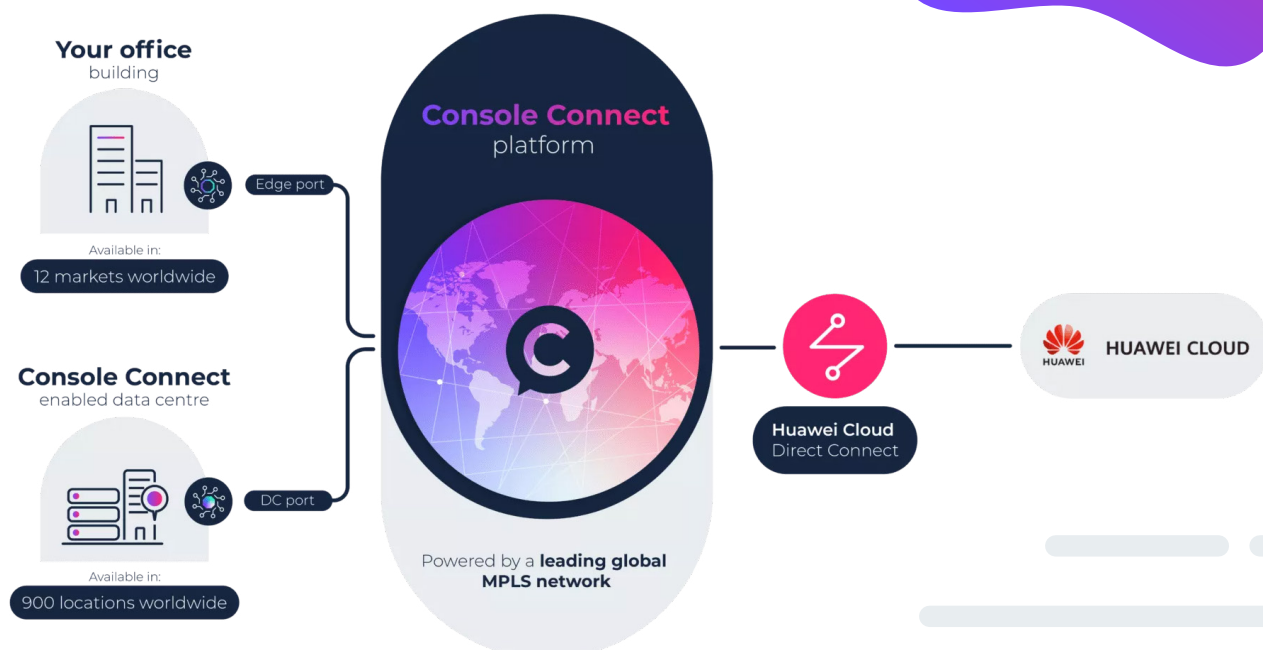 Your office
building
Edge port
Available in:
12 markets worldwide
Console Connect
enabled data centre
DC port
Available in:
900 locations worldwide
Console Connect
platform
C
Powered by a leading global
MPLS network
Huawei Cloud
Direct Connect
HUAWEI
HUAWEI CLOUD